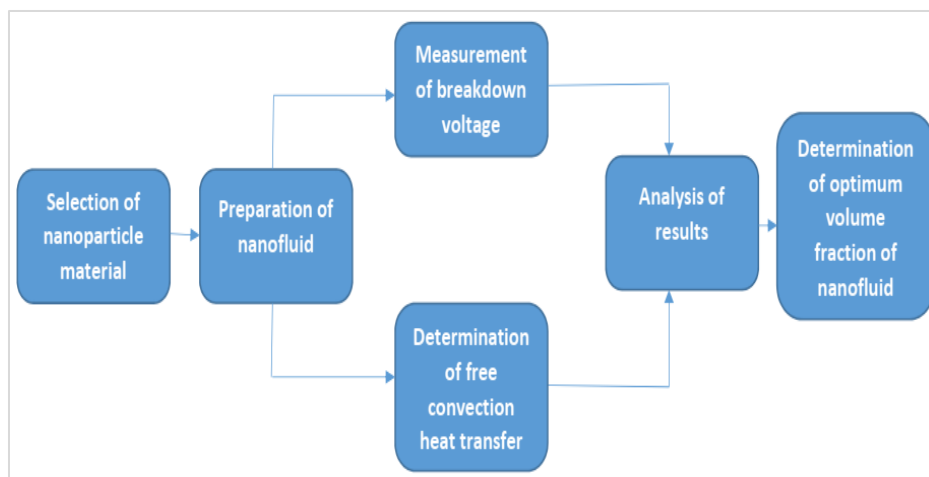 Selection of
nanoparticle
material
Preparation of
nanofluid
Measurement
of breakdown
voltage
Determination
of free
convection
heat transfer
Analysis of
results
Determination
of optimum
volume
fraction of
nanofluid